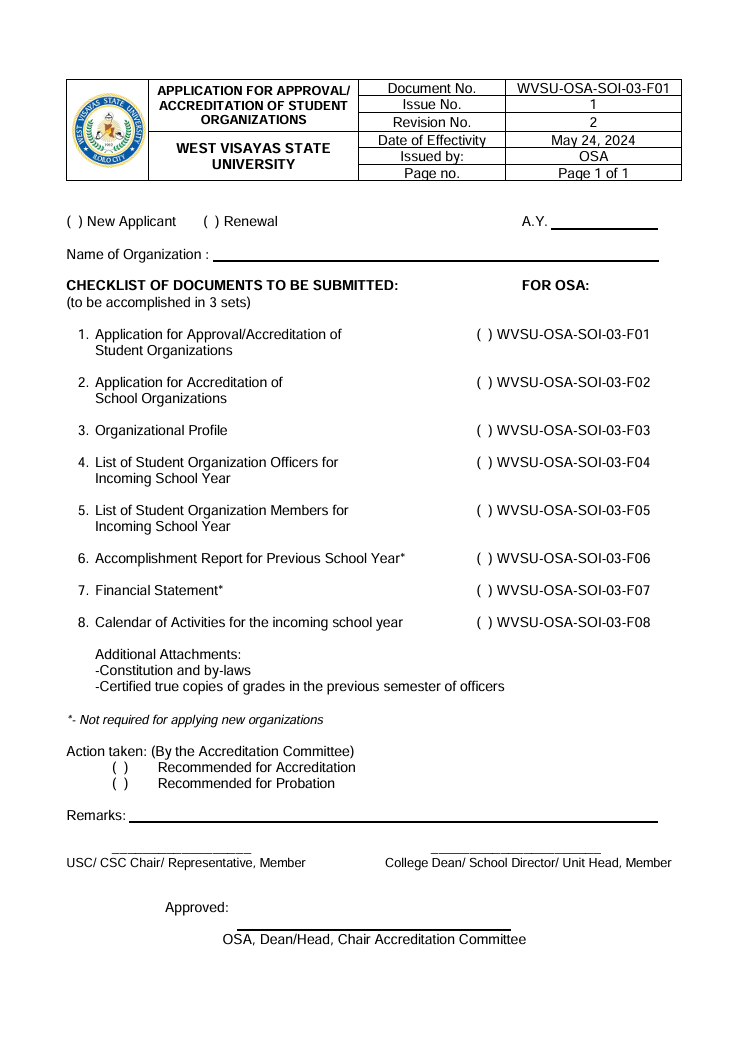 WEST VISAYAS STATE UNIVERSITY
ILOILO CITY
APPLICATION FOR APPROVAL/
ACCREDITATION OF STUDENT
ORGANIZATIONS
WEST VISAYAS STATE
UNIVERSITY
Document No. WVSU-OSA-SOI-03-F01
Issue No. 1
Revision No. 2
Date of Effectivity May 24, 2024
Issued by: OSA
Page no. Page 1 of 1
( ) New Applicant ( ) Renewal A.Y. ____________
Name of Organization : ____________
CHECKLIST OF DOCUMENTS TO BE SUBMITTED: FOR OSA:
(to be accomplished in 3 sets)
1. Application for Approval/Accreditation of ( ) WVSU-OSA-SOI-03-F01
Student Organizations
2. Application for Accreditation of ( ) WVSU-OSA-SOI-03-F02
School Organizations
3. Organizational Profile ( ) WVSU-OSA-SOI-03-F03
4. List of Student Organization Officers for ( ) WVSU-OSA-SOI-03-F04
Incoming School Year
5. List of Student Organization Members for ( ) WVSU-OSA-SOI-03-F05
Incoming School Year
6. Accomplishment Report for Previous School Year* ( ) WVSU-OSA-SOI-03-F06
7. Financial Statement* ( ) WVSU-OSA-SOI-03-F07
8. Calendar of Activities for the incoming school year ( ) WVSU-OSA-SOI-03-F08
Additional Attachments:
-Constitution and by-laws
-Certified true copies of grades in the previous semester of officers
*- Not required for applying new organizations
Action taken: (By the Accreditation Committee)
( ) Recommended for Accreditation
( ) Recommended for Probation
Remarks: ____________
____________ ____________
USC/ CSC Chair/ Representative, Member College Dean/ School Director/ Unit Head, Member
Approved:
____________
OSA, Dean/Head, Chair Accreditation Committee